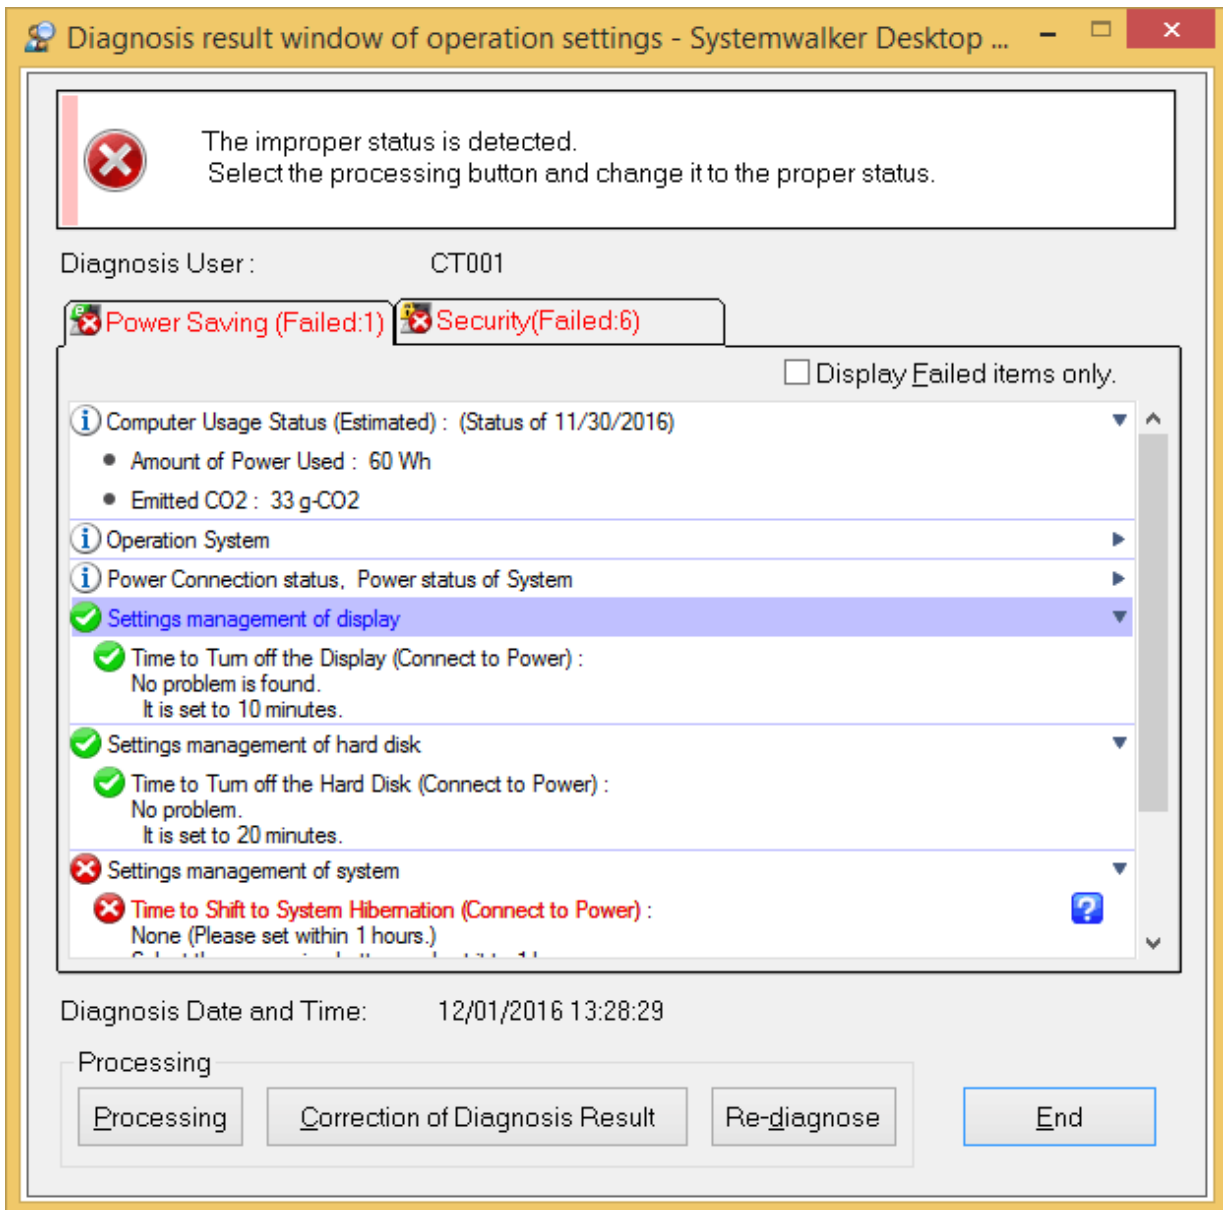 Diagnosis result window of operation settings - Systemwalker Desktop ...
The improper status is detected.
Select the processing button and change it to the proper status.
Diagnosis User : CT001
Power Saving (Failed:1) Security(Failed:6)
Display Failed items only.
Computer Usage Status (Estimated) : (Status of 11/30/2016)
Amount of Power Used : 60 Wh
Emitted CO2 : 33 g-CO2
Operation System
Power Connection status, Power status of System
Settings management of display
Time to Turn off the Display (Connect to Power) :
No problem is found.
It is set to 10 minutes.
Settings management of hard disk
Time to Turn off the Hard Disk (Connect to Power) :
No problem.
It is set to 20 minutes.
Settings management of system
Time to Shift to System Hibernation (Connect to Power) :
None (Please set within 1 hours.)
Diagnosis Date and Time: 12/01/2016 13:28:29
Processing
Processing Correction of Diagnosis Result Re-diagnose End